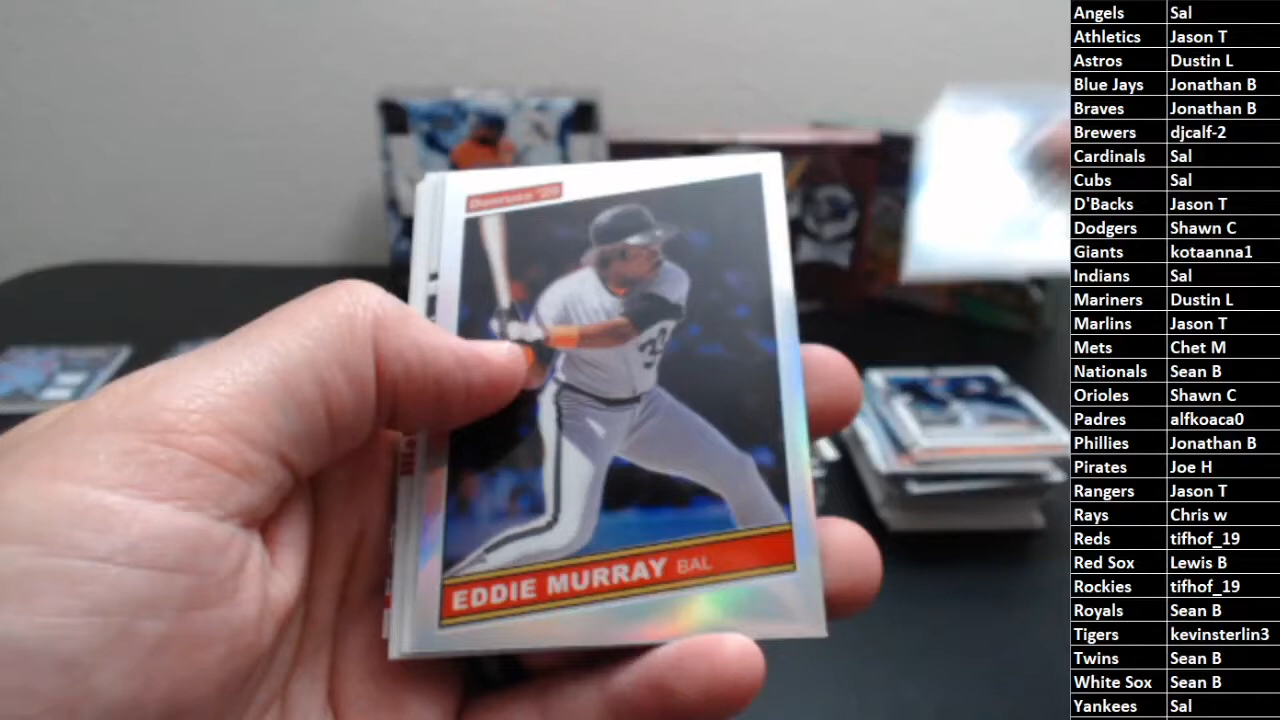 Donruss '20
33
EDDIE MURRAY BAL
Angels Sal
Athletics Jason T
Astros Dustin L
Blue Jays Jonathan B
Braves Jonathan B
Brewers djcalf-2
Cardinals Sal
Cubs Sal
D'Backs Jason T
Dodgers Shawn C
Giants kotaanna1
Indians Sal
Mariners Dustin L
Marlins Jason T
Mets Chet M
Nationals Sean B
Orioles Shawn C
Padres alfkoaca0
Phillies Jonathan B
Pirates Joe H
Rangers Jason T
Rays Chris w
Reds tifhof_19
Red Sox Lewis B
Rockies tifhof_19
Royals Sean B
Tigers kevinsterlin3
Twins Sean B
White Sox Sean B
Yankees Sal